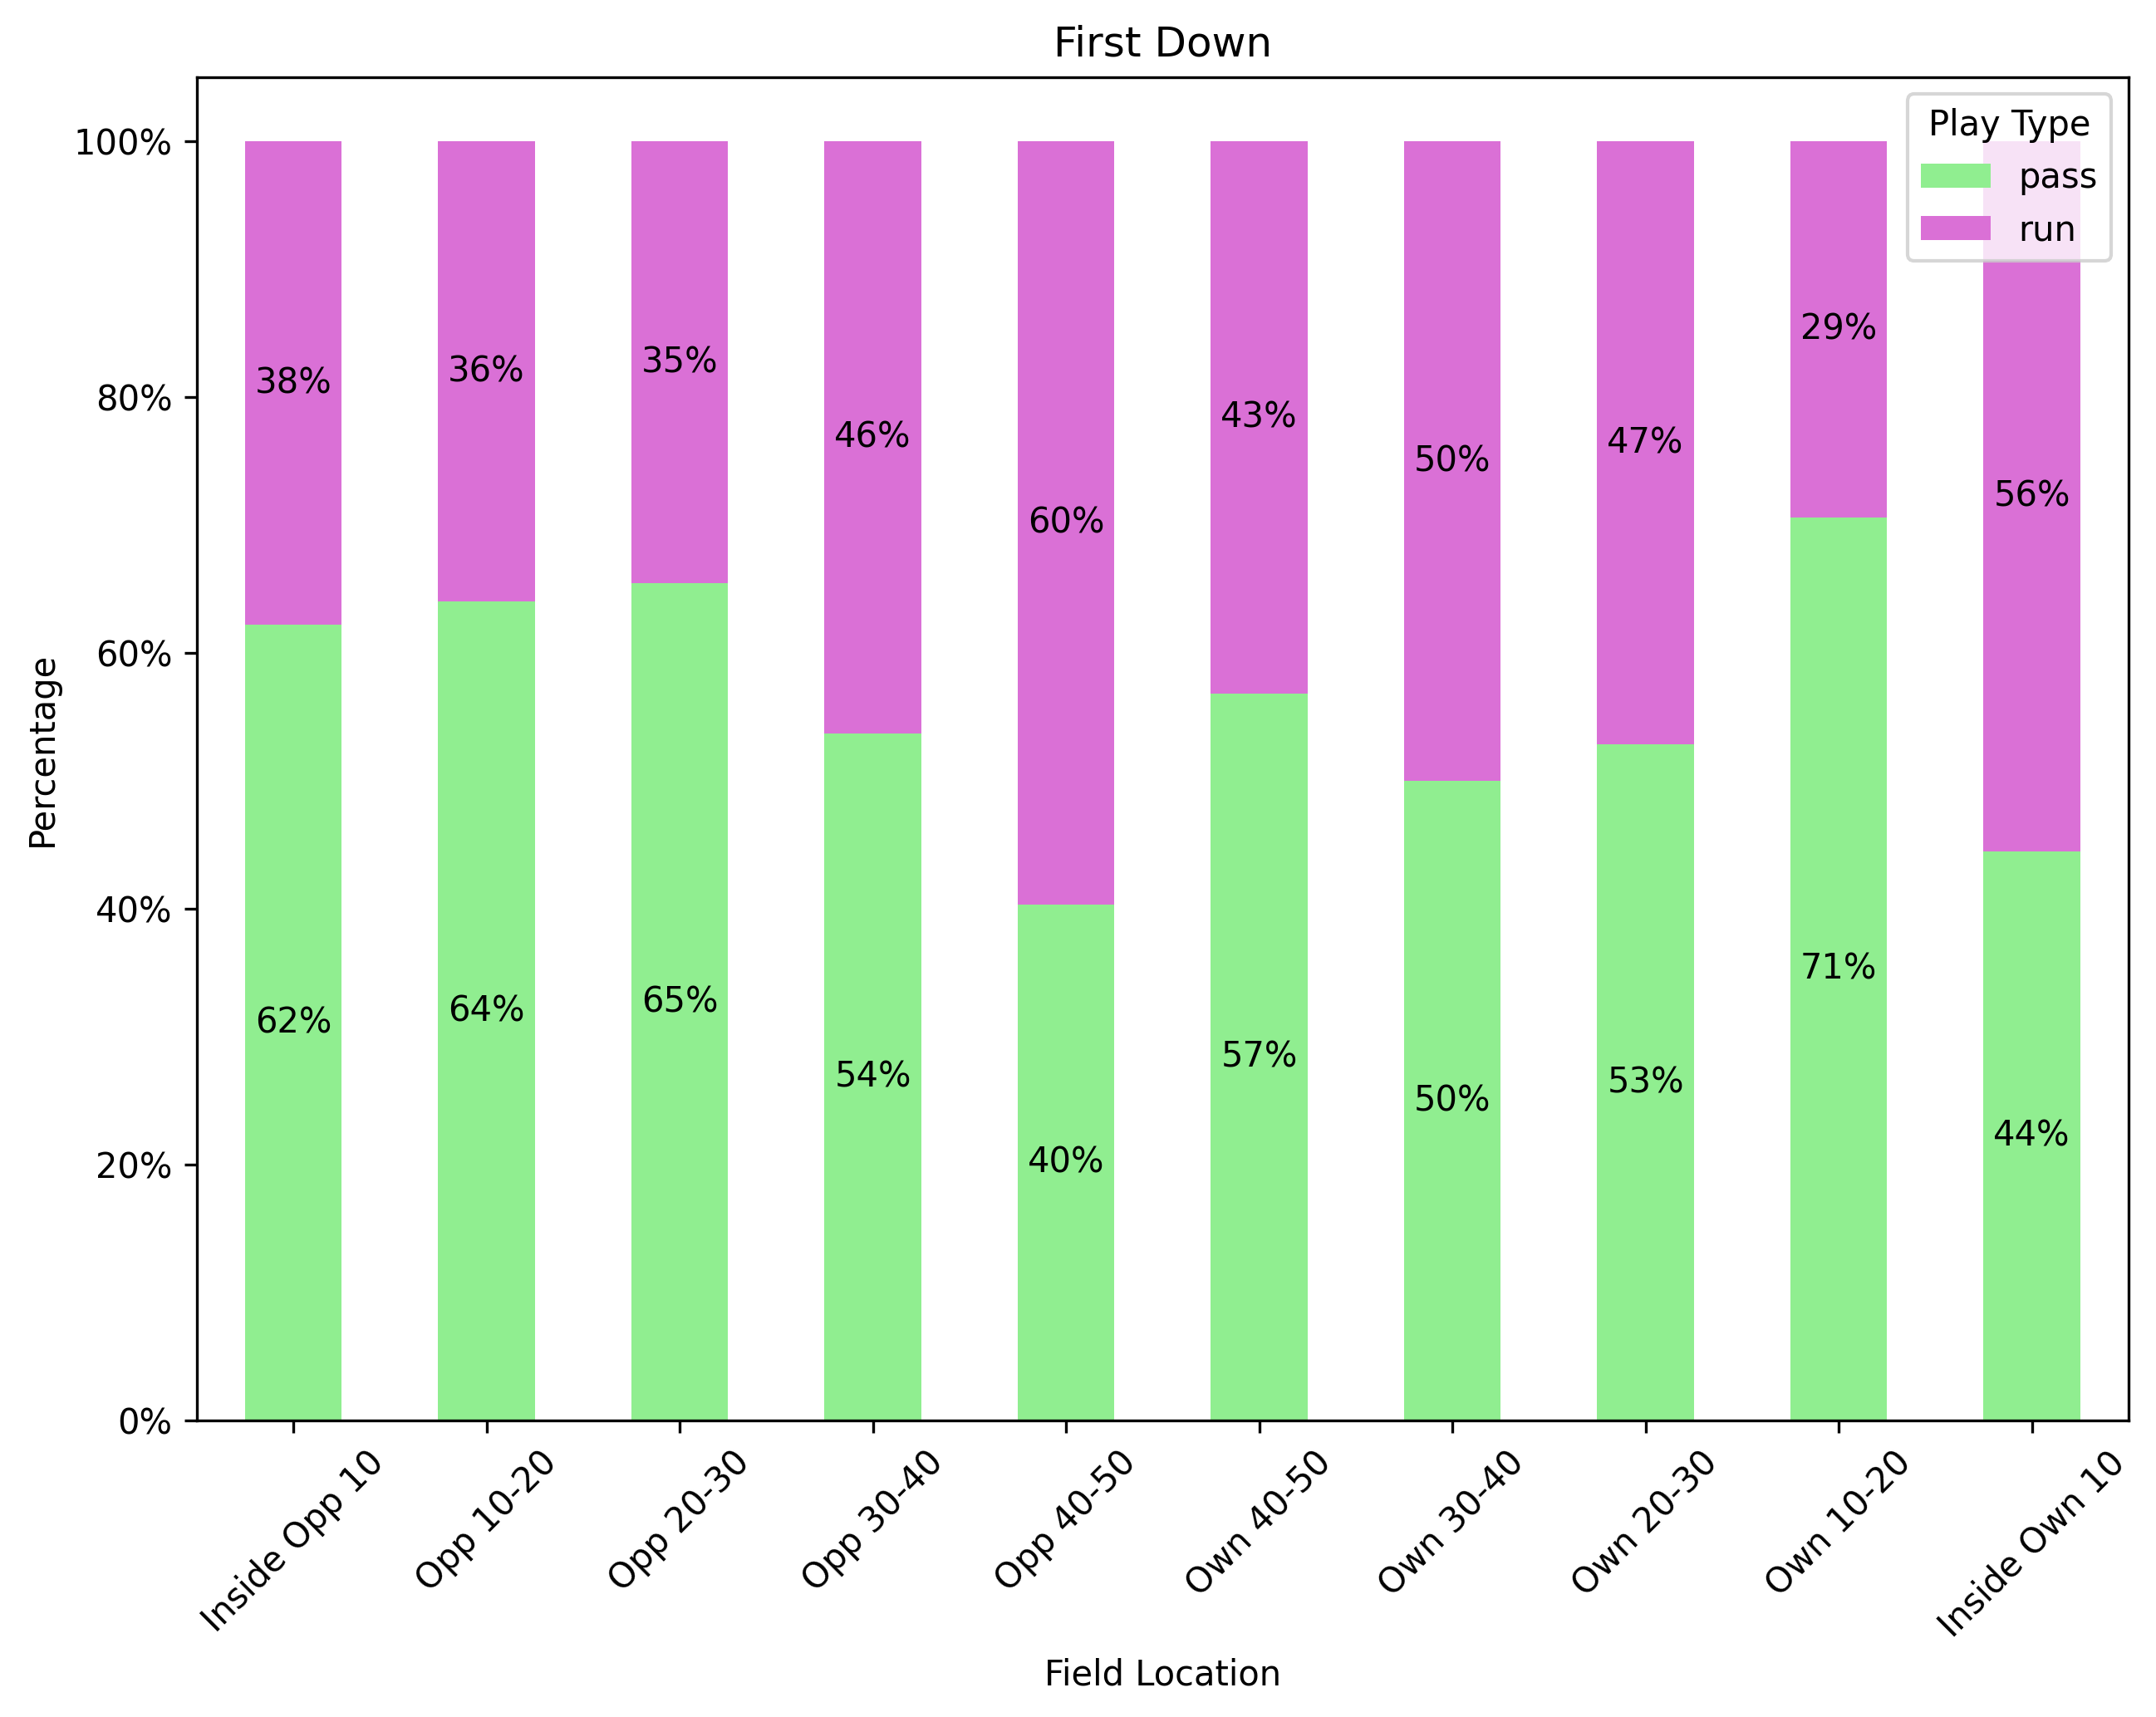 First Down
Percentage
100%
80%
60%
40%
20%
0%
Play Type
pass
run
38%
36%
35%
46%
60%
43%
50%
47%
29%
56%
62%
64%
65%
54%
40%
57%
50%
53%
71%
44%
Inside Opp 10
Opp 10-20
Opp 20-30
Opp 30-40
Opp 40-50
Own 40-50
Own 30-40
Own 20-30
Own 10-20
Inside Own 10
Field Location